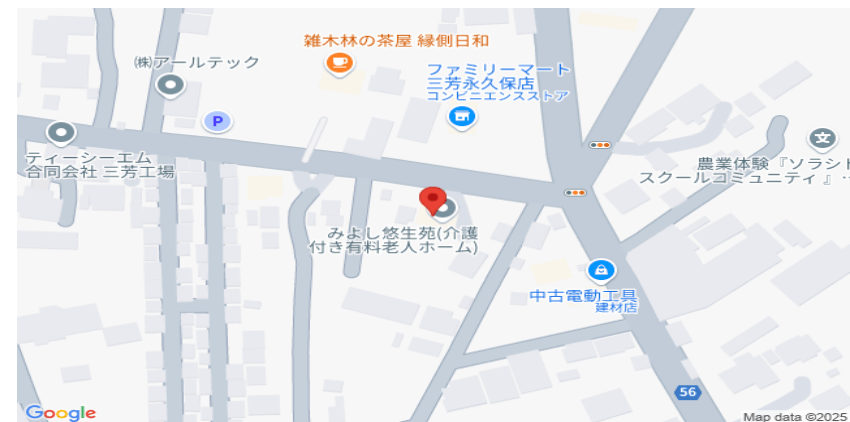 雑木林の茶屋 縁側日和
(株)アールテック
ファミリーマート
三芳永久保店
コンビニエンスストア
P
ティーシーエム
合同会社 三芳工場
農業体験『ソラシド
スクールコミュニティ』…
文
みよし悠生苑(介護
付き有料老人ホーム)
中古電動工具
建材店
56
Google
Map data ©2025